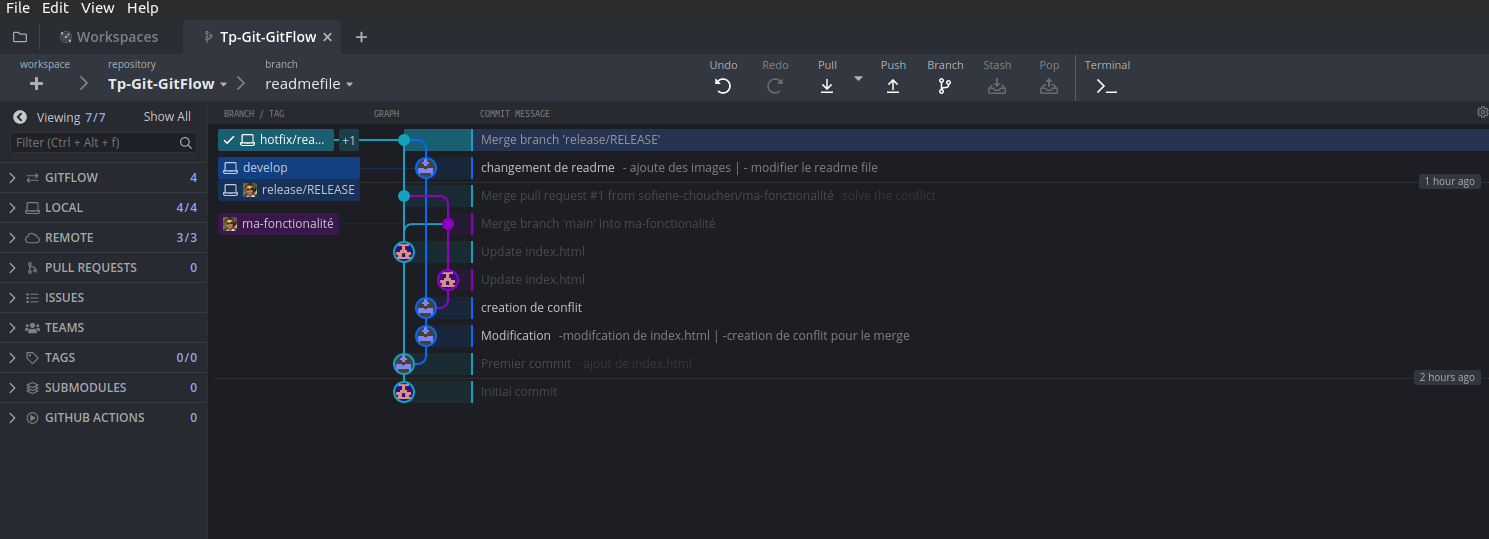 File Edit View Help
Workspaces Tp-Git-GitFlow
workspace repository branch Undo Redo Pull Push Branch Stash Pop Terminal
Tp-Git-GitFlow readmefile
Viewing 7/7 Show All
Filter (Ctrl + Alt + f)
GITFLOW 4
LOCAL 4/4
REMOTE 3/3
PULL REQUESTS 0
ISSUES
TEAMS
TAGS 0/0
SUBMODULES 0
GITHUB ACTIONS 0
BRANCH / TAG GRAPH COMMIT MESSAGE
hotfix/rea... +1 Merge branch 'release/RELEASE'
develop changement de readme - ajoute des images | - modifier le readme file
1 hour ago
release/RELEASE Merge pull request #1 from sofiene-chouchen/ma-fonctionalité solve the conflict
ma-fonctionalité Merge branch 'main' into ma-fonctionalité
Update index.html
Update index.html
creation de conflit
Modification -modifcation de index.html | -creation de conflit pour le merge
Premier commit -ajout de index.html
2 hours ago
Initial commit